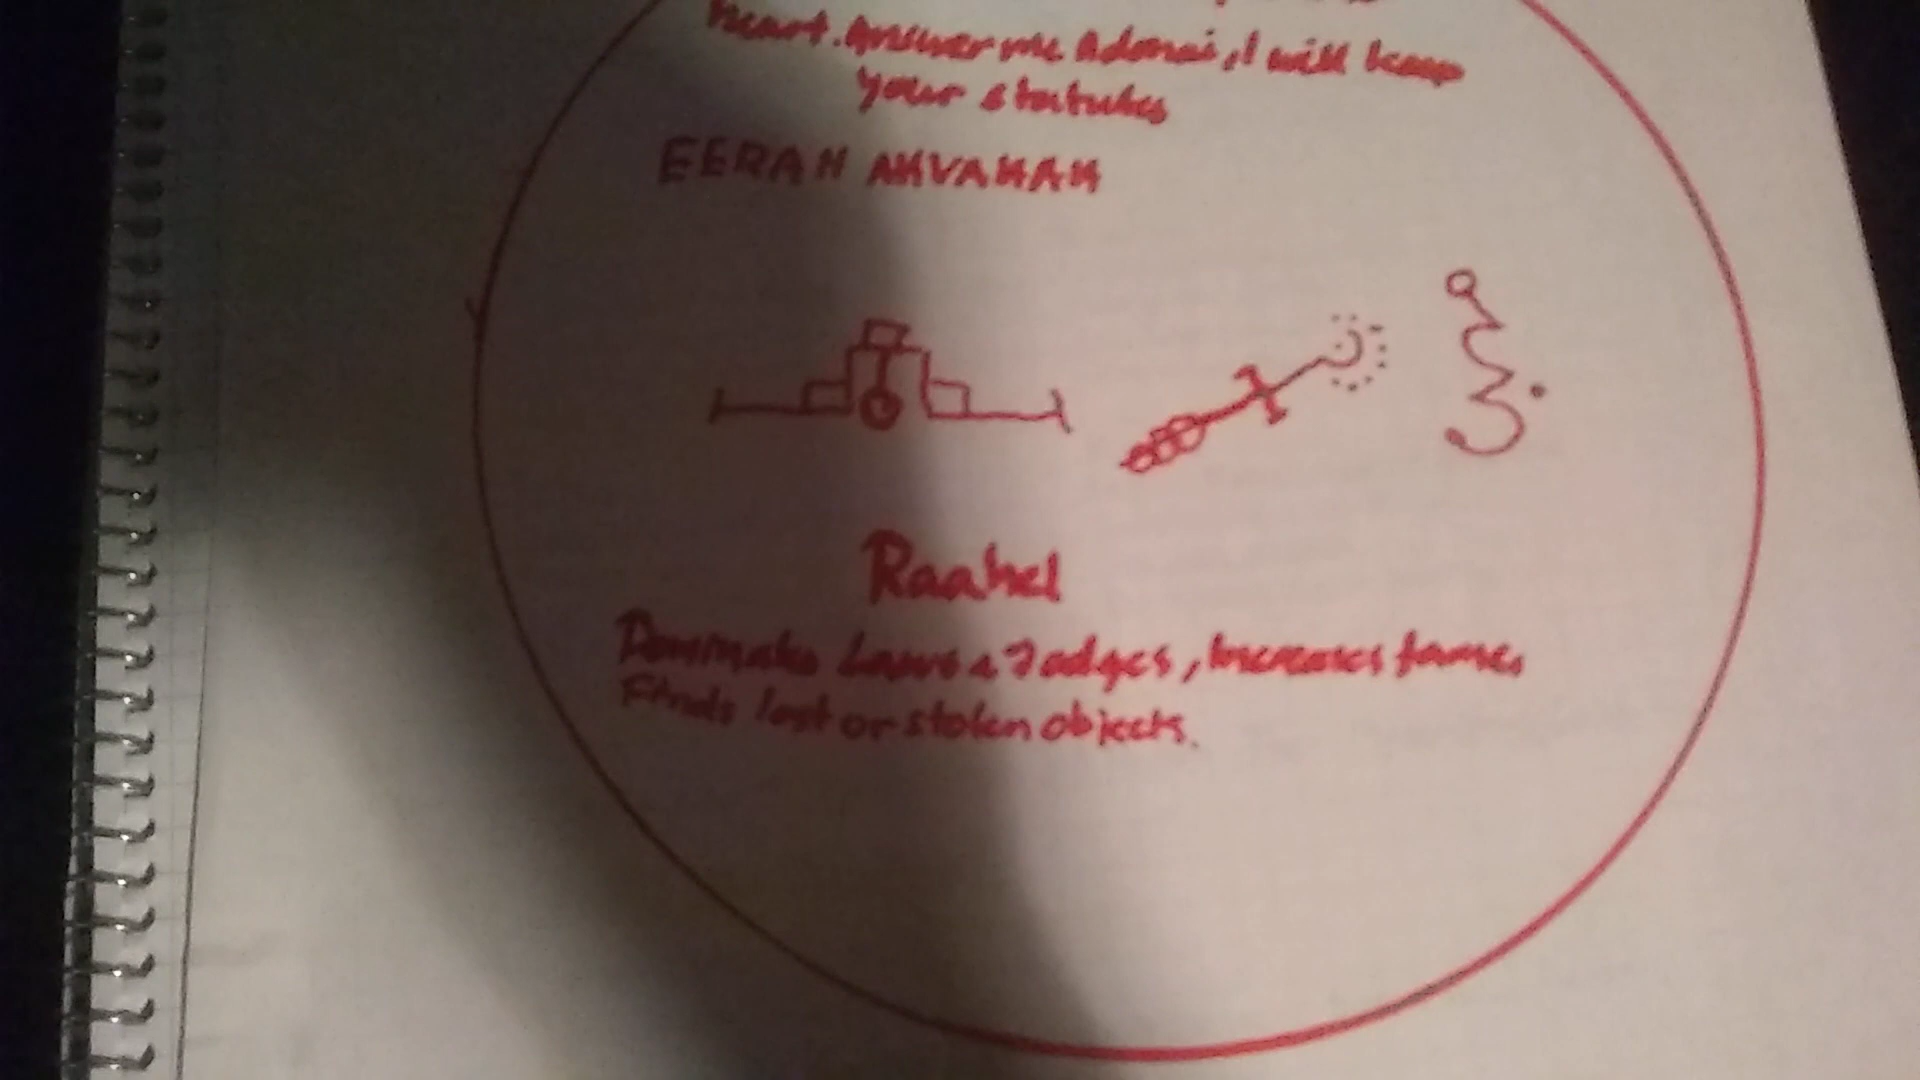 heart. Answer me Adonai, I will keep
your statutes
EERAH AHVAHAH
Raahel
Dominates Laws & Judges, Increases fame,
Finds lost or stolen objects.